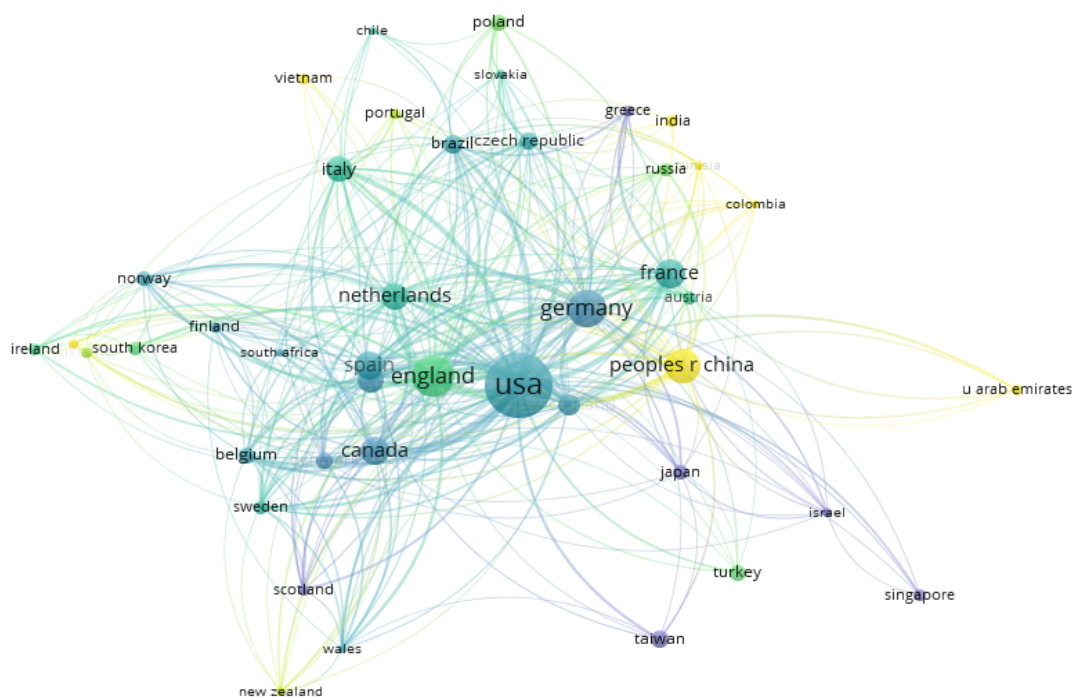 chile
poland
vietnam
slovakia
portugal
greece
india
brazil
czech republic
italy
russia
colombia
norway
france
netherlands
austria
germany
finland
ireland
south korea
south africa
spain
england
usa
peoples r china
u arab emirates
belgium
canada
japan
sweden
israel
turkey
scotland
singapore
taiwan
wales
new zealand